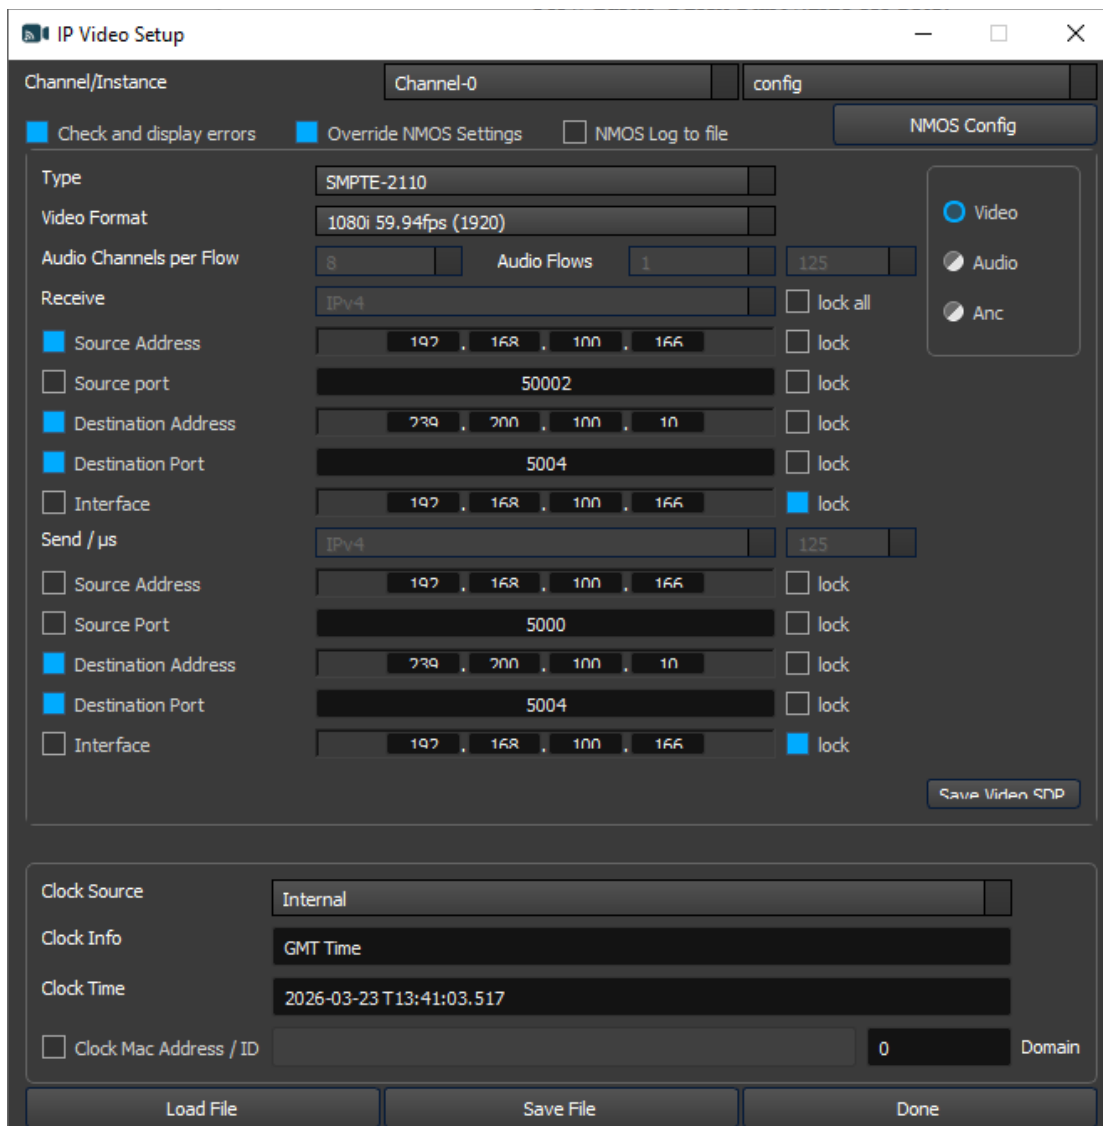 IP Video Setup
Channel/Instance Channel-0 config
Check and display errors Override NMOS Settings NMOS Log to file NMOS Config
Type SMPTE-2110
Video Format 1080i 59.94fps (1920)
Audio Channels per Flow 8 Audio Flows 1 125
Receive IPv4 lock all
Source Address 192 . 168 . 100 . 166 lock
Source port 50002 lock
Destination Address 239 . 200 . 100 . 10 lock
Destination Port 5004 lock
Interface 192 . 168 . 100 . 166 lock
Send / µs IPv4 125
Source Address 192 . 168 . 100 . 166 lock
Source Port 5000 lock
Destination Address 239 . 200 . 100 . 10 lock
Destination Port 5004 lock
Interface 192 . 168 . 100 . 166 lock
Video
Audio
Anc
Save Video SDP
Clock Source Internal
Clock Info GMT Time
Clock Time 2026-03-23 T13:41:03.517
Clock Mac Address / ID 0 Domain
Load File Save File Done